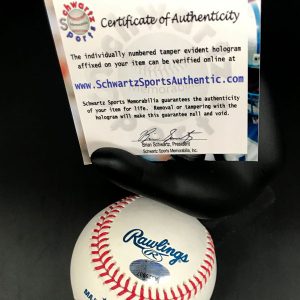 Schwartz
Sports
Certificate of Authenticity
The individually numbered tamper evident hologram
affixed on your item can be verified online at
www.SchwartzSportsAuthentic.com
Schwartz Sports Memorabilia guarantees the authenticity
of your item for life. Removal or tampering with the
hologram will make this guarantee null and void.
Brian Schwartz, President
Schwartz Sports Memorabilia, Inc.
Rawlings